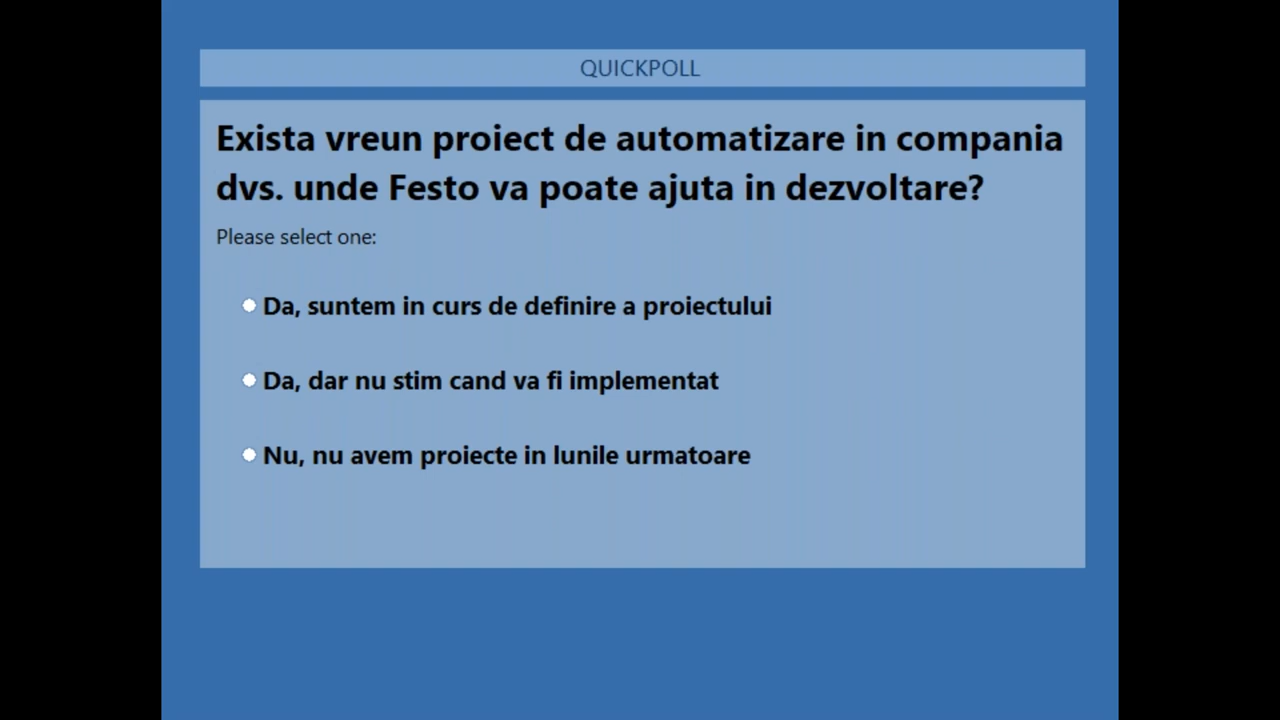 QUICKPOLL
Exista vreun proiect de automatizare in compania
dvs. unde Festo va poate ajuta in dezvoltare?
Please select one:
Da, suntem in curs de definire a proiectului
Da, dar nu stim cand va fi implementat
Nu, nu avem proiecte in lunile urmatoare